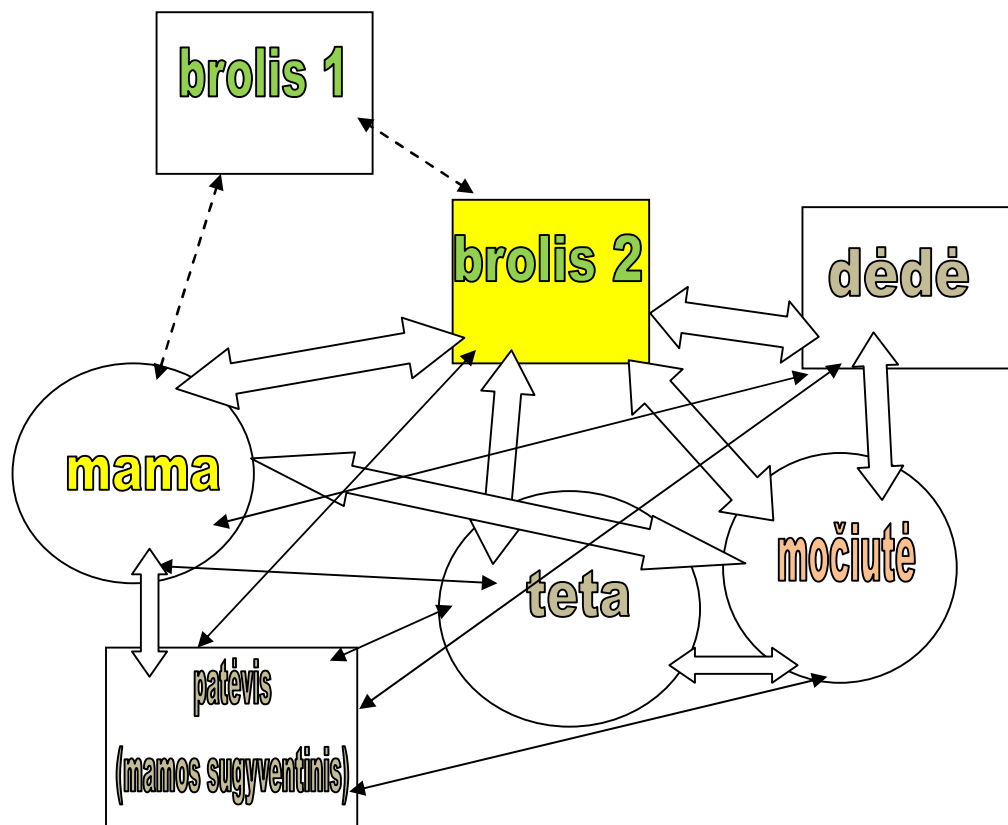 brolis 1
brolis 2
dėdė
mama
močiutė
teta
patėvis
(mamos sugyventinis)